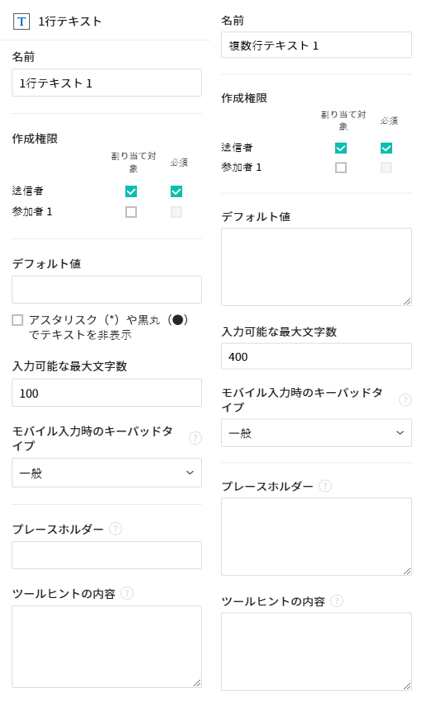 T 1行テキスト
名前
1行テキスト 1
作成権限
割り当て対
象
必須
送信者
参加者 1
デフォルト値
アスタリスク（*）や黒丸（●）
でテキストを非表示
入力可能な最大文字数
100
モバイル入力時のキーパッドタ
イプ ?
一般
プレースホルダー ?
ツールヒントの内容 ?
名前
複数行テキスト 1
作成権限
割り当て対
象
必須
送信者
参加者 1
デフォルト値
入力可能な最大文字数
400
モバイル入力時のキーパッドタ
イプ ?
一般
プレースホルダー ?
ツールヒントの内容 ?